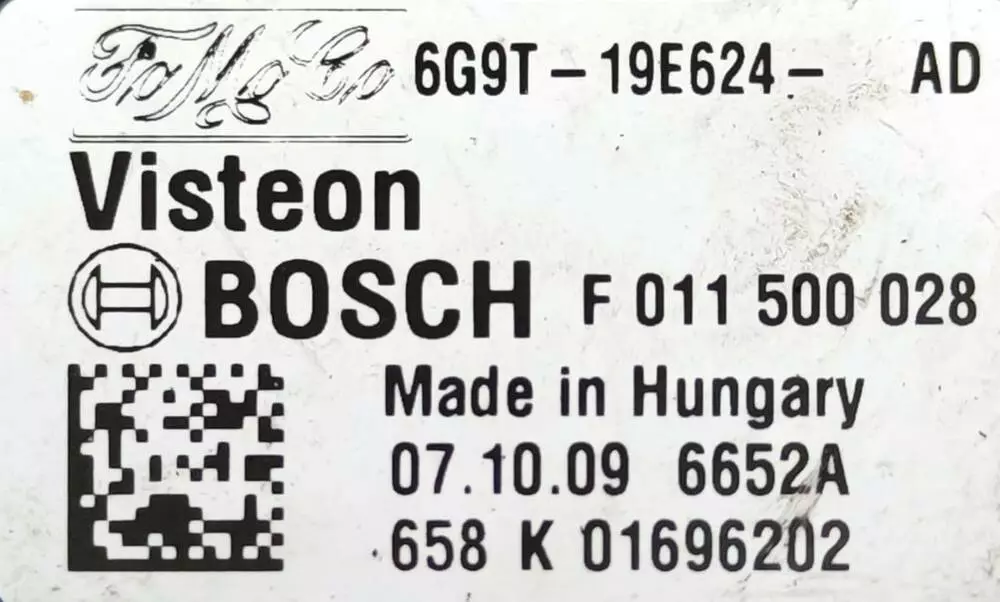 FoMoCo 6G9T - 19E624 - AD
Visteon
BOSCH F 011 500 028
Made in Hungary
07.10.09 6652A
658 K 01696202